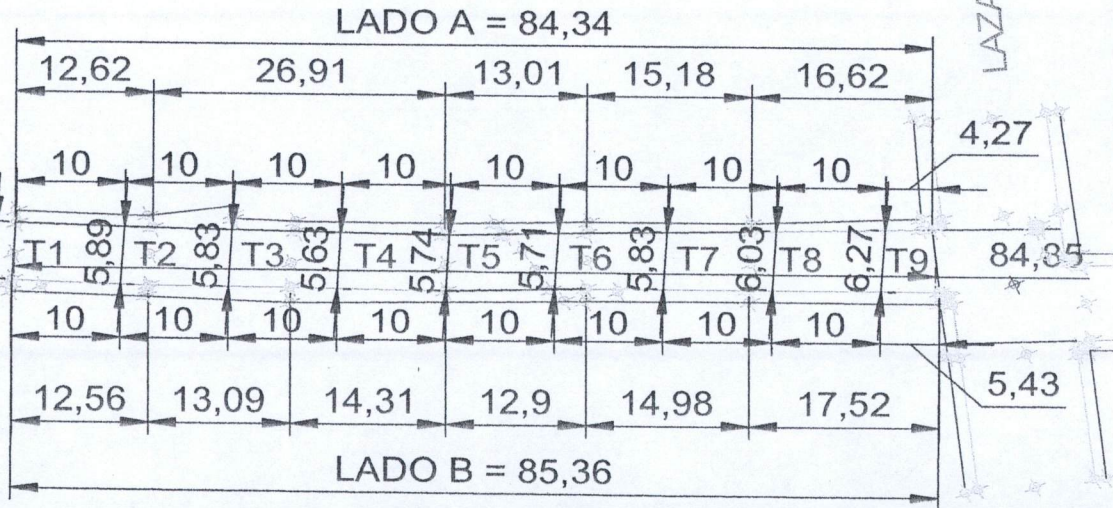 LADO A = 84,34
LAZA
12,62 26,91 13,01 15,18 16,62
4,27
10 10 10 10 10 10 10 10
5,89 5,83 5,63 5,74 5,71 5,83 6,03 6,27
T1 T2 T3 T4 T5 T6 T7 T8 T9 84,85
10 10 10 10 10 10 10 10
5,43
12,56 13,09 14,31 12,9 14,98 17,52
LADO B = 85,36